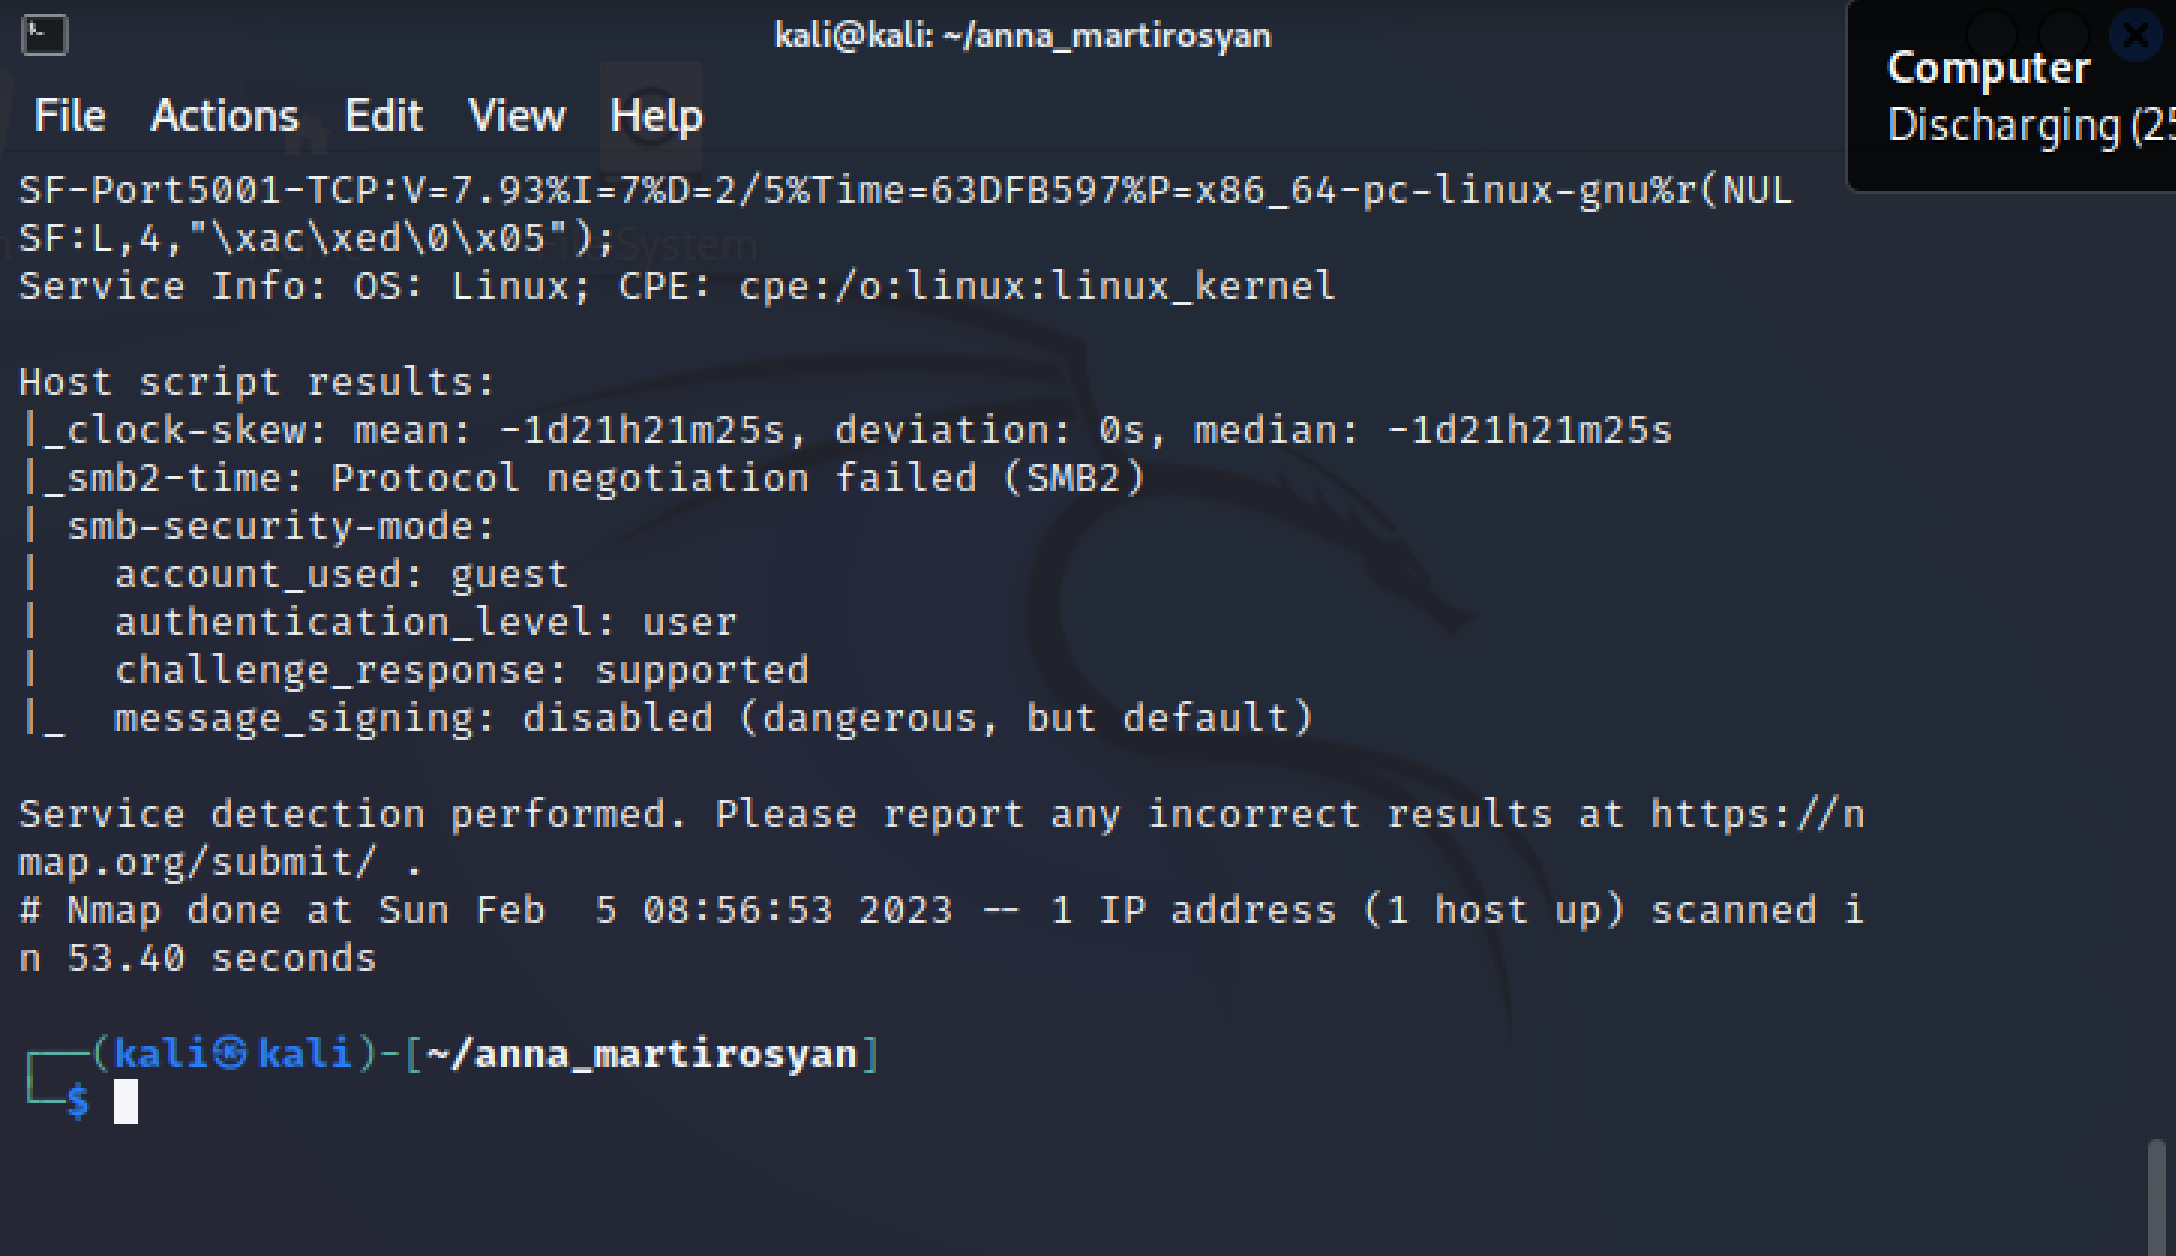 kali@kali: ~/anna_martirosyan
Computer
Discharging (25
File Actions Edit View Help
SF-Port5001-TCP:V=7.93%I=7%D=2/5%Time=63DFB597%P=x86_64-pc-linux-gnu%r(NUL
SF:L,4,"\xac\xed\0\x05");
System
Service Info: OS: Linux; CPE: cpe:/o:linux:linux_kernel
Host script results:
|_clock-skew: mean: -1d21h21m25s, deviation: 0s, median: -1d21h21m25s
|_smb2-time: Protocol negotiation failed (SMB2)
| smb-security-mode:
|   account_used: guest
|   authentication_level: user
|   challenge_response: supported
|_  message_signing: disabled (dangerous, but default)
Service detection performed. Please report any incorrect results at https://n
map.org/submit/ .
# Nmap done at Sun Feb  5 08:56:53 2023 -- 1 IP address (1 host up) scanned i
n 53.40 seconds
┌──(kali㉿kali)-[~/anna_martirosyan]
└─$